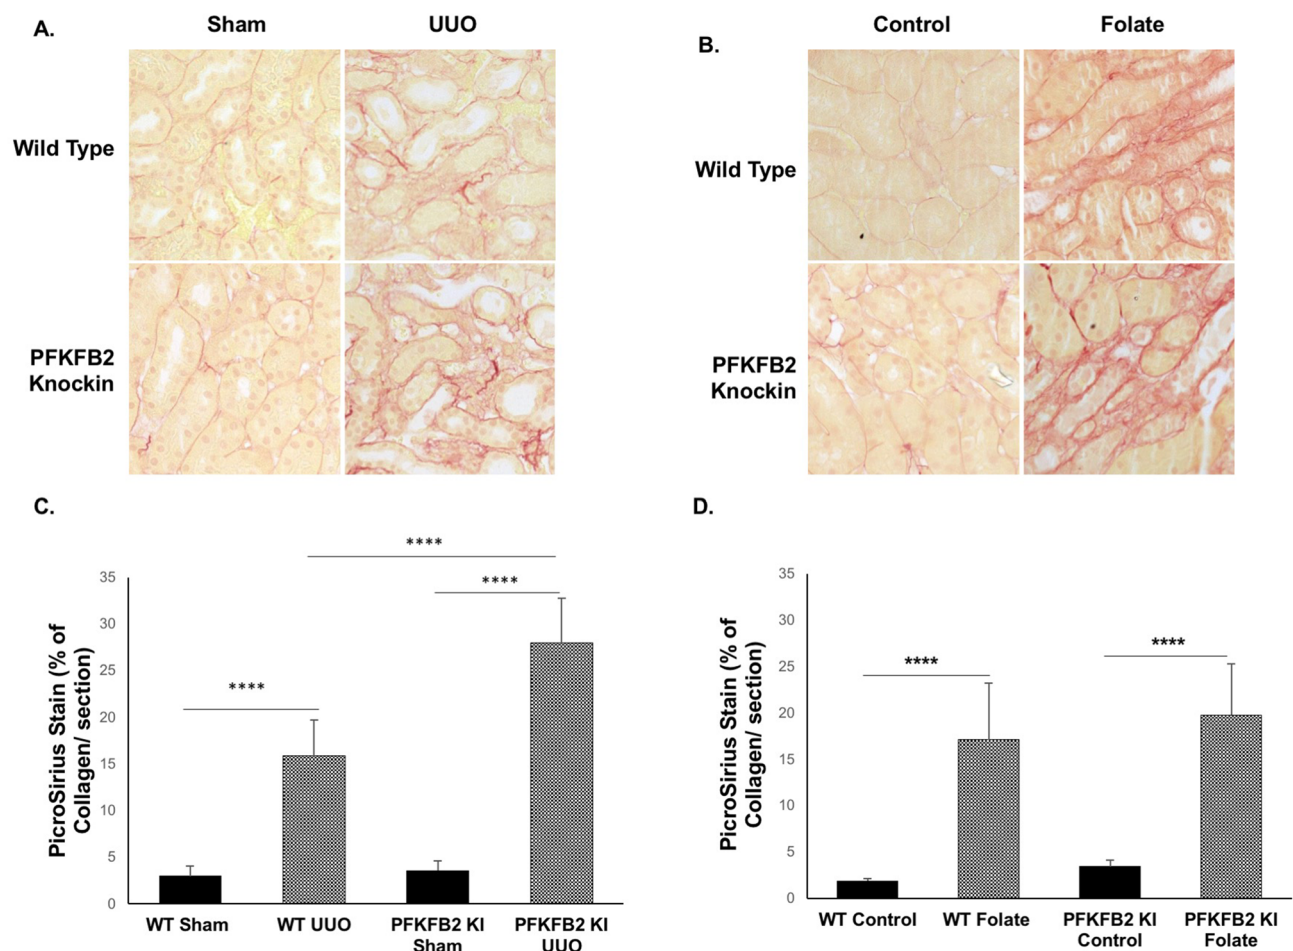 A.
Sham
UUO
Wild Type
PFKFB2
Knockin
B.
Control
Folate
Wild Type
PFKFB2
Knockin
C.
PicroSirius Stain (% of
Collagen/ section)
35
30
25
20
15
10
5
0
****
****
****
WT Sham
WT UUO
PFKFB2 KI
Sham
PFKFB2 KI
UUO
D.
PicroSirius Stain (% of
Collagen/ section)
35
30
25
20
15
10
5
0
****
****
WT Control
WT Folate
PFKFB2 KI
Control
PFKFB2 KI
Folate